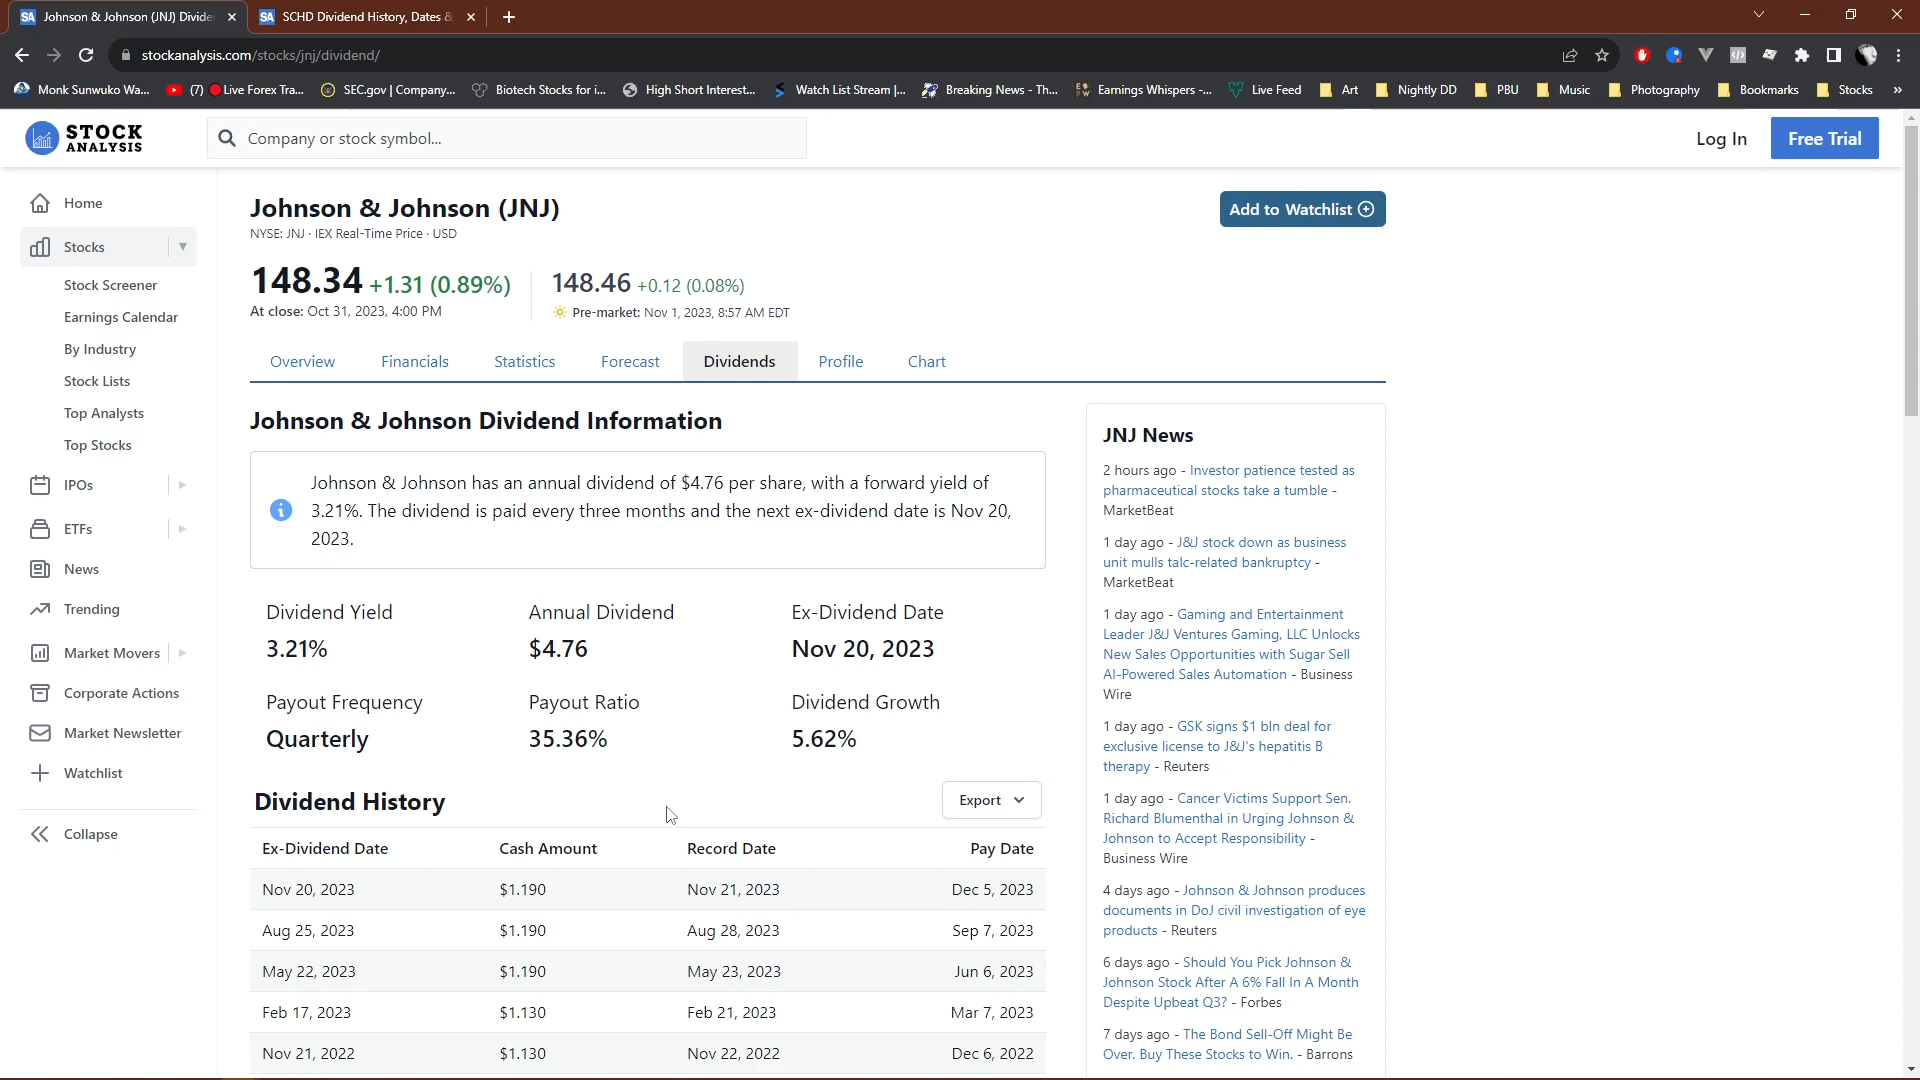 Johnson & Johnson (JNJ) Divide
SCHD Dividend History, Dates &
stockanalysis.com/stocks/jnj/dividend/
Monk Sunwuko Wa...
(7) Live Forex Tra...
SEC.gov | Company...
Biotech Stocks for i...
High Short Interest...
Watch List Stream |...
Breaking News - Th...
Earnings Whispers -...
Live Feed
Art
Nightly DD
PBU
Music
Photography
Bookmarks
Stocks
»
STOCK
ANALYSIS
Company or stock symbol...
Log In
Free Trial
Home
Stocks
Stock Screener
Earnings Calendar
By Industry
Stock Lists
Top Analysts
Top Stocks
IPOs
ETFs
News
Trending
Market Movers
Corporate Actions
Market Newsletter
Watchlist
Collapse
Johnson & Johnson (JNJ)
NYSE: JNJ · IEX Real-Time Price · USD
Add to Watchlist
148.34 +1.31 (0.89%)
At close: Oct 31, 2023, 4:00 PM
148.46 +0.12 (0.08%)
Pre-market: Nov 1, 2023, 8:57 AM EDT
Overview Financials Statistics Forecast Dividends Profile Chart
Johnson & Johnson Dividend Information
Johnson & Johnson has an annual dividend of $4.76 per share, with a forward yield of
3.21%. The dividend is paid every three months and the next ex-dividend date is Nov 20,
2023.
Dividend Yield Annual Dividend Ex-Dividend Date
3.21% $4.76 Nov 20, 2023
Payout Frequency Payout Ratio Dividend Growth
Quarterly 35.36% 5.62%
Dividend History
Export
Ex-Dividend Date Cash Amount Record Date Pay Date
Nov 20, 2023 $1.190 Nov 21, 2023 Dec 5, 2023
Aug 25, 2023 $1.190 Aug 28, 2023 Sep 7, 2023
May 22, 2023 $1.190 May 23, 2023 Jun 6, 2023
Feb 17, 2023 $1.130 Feb 21, 2023 Mar 7, 2023
Nov 21, 2022 $1.130 Nov 22, 2022 Dec 6, 2022
JNJ News
2 hours ago - Investor patience tested as
pharmaceutical stocks take a tumble -
MarketBeat
1 day ago - J&J stock down as business
unit mulls talc-related bankruptcy -
MarketBeat
1 day ago - Gaming and Entertainment
Leader J&J Ventures Gaming, LLC Unlocks
New Sales Opportunities with Sugar Sell
AI-Powered Sales Automation - Business
Wire
1 day ago - GSK signs $1 bln deal for
exclusive license to J&J's hepatitis B
therapy - Reuters
1 day ago - Cancer Victims Support Sen.
Richard Blumenthal in Urging Johnson &
Johnson to Accept Responsibility -
Business Wire
4 days ago - Johnson & Johnson produces
documents in DoJ civil investigation of eye
products - Reuters
6 days ago - Should You Pick Johnson &
Johnson Stock After A 6% Fall In A Month
Despite Upbeat Q3? - Forbes
7 days ago - The Bond Sell-Off Might Be
Over. Buy These Stocks to Win. - Barrons